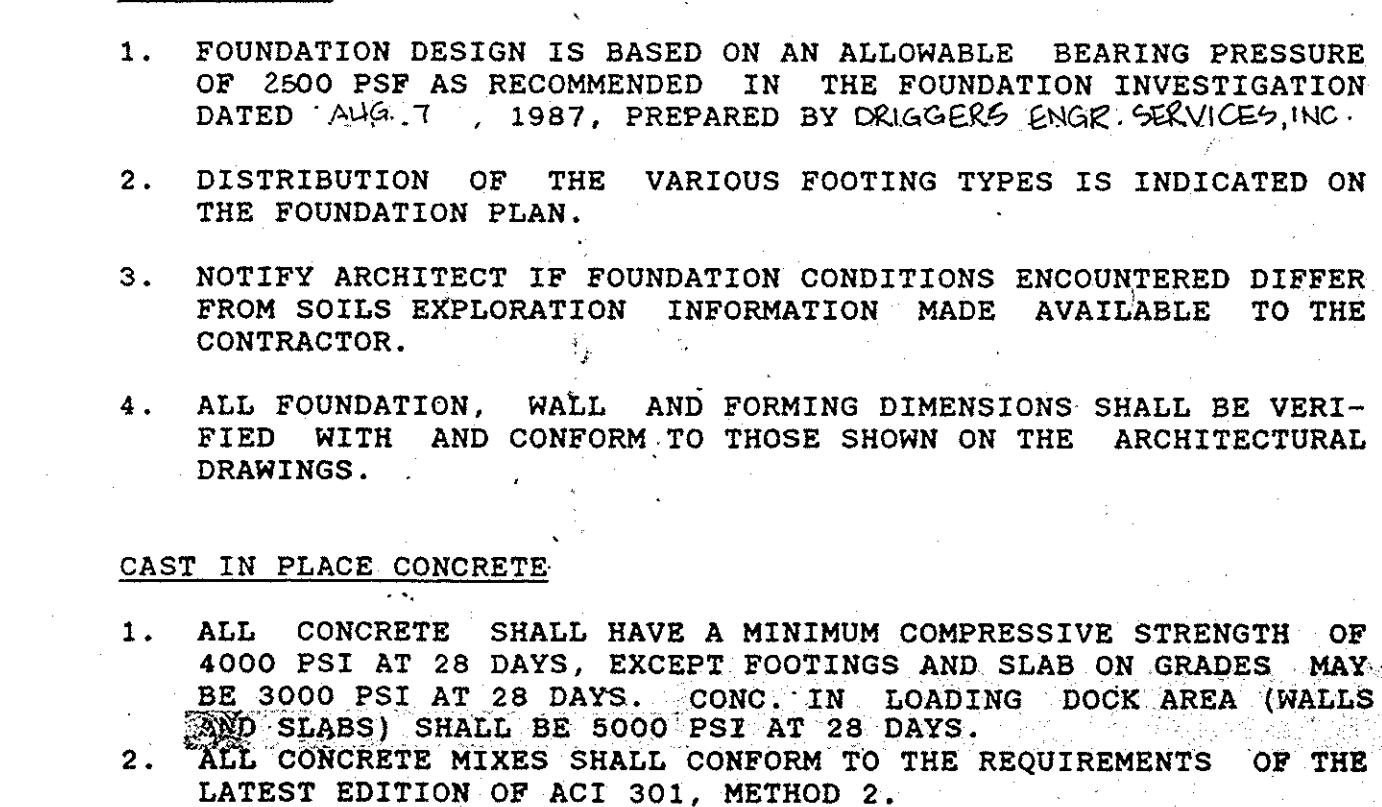 1. FOUNDATION DESIGN IS BASED ON AN ALLOWABLE BEARING PRESSURE
OF 2500 PSF AS RECOMMENDED IN THE FOUNDATION INVESTIGATION
DATED AUG. 7 , 1987, PREPARED BY DRIGGERS ENGR. SERVICES, INC.
2. DISTRIBUTION OF THE VARIOUS FOOTING TYPES IS INDICATED ON
THE FOUNDATION PLAN.
3. NOTIFY ARCHITECT IF FOUNDATION CONDITIONS ENCOUNTERED DIFFER
FROM SOILS EXPLORATION INFORMATION MADE AVAILABLE TO THE
CONTRACTOR.
4. ALL FOUNDATION, WALL AND FORMING DIMENSIONS SHALL BE VERI-
FIED WITH AND CONFORM TO THOSE SHOWN ON THE ARCHITECTURAL
DRAWINGS.
CAST IN PLACE CONCRETE
1. ALL CONCRETE SHALL HAVE A MINIMUM COMPRESSIVE STRENGTH OF
4000 PSI AT 28 DAYS, EXCEPT FOOTINGS AND SLAB ON GRADES MAY
BE 3000 PSI AT 28 DAYS. CONC. IN LOADING DOCK AREA (WALLS
AND SLABS) SHALL BE 5000 PSI AT 28 DAYS.
2. ALL CONCRETE MIXES SHALL CONFORM TO THE REQUIREMENTS OF THE
LATEST EDITION OF ACI 301, METHOD 2.